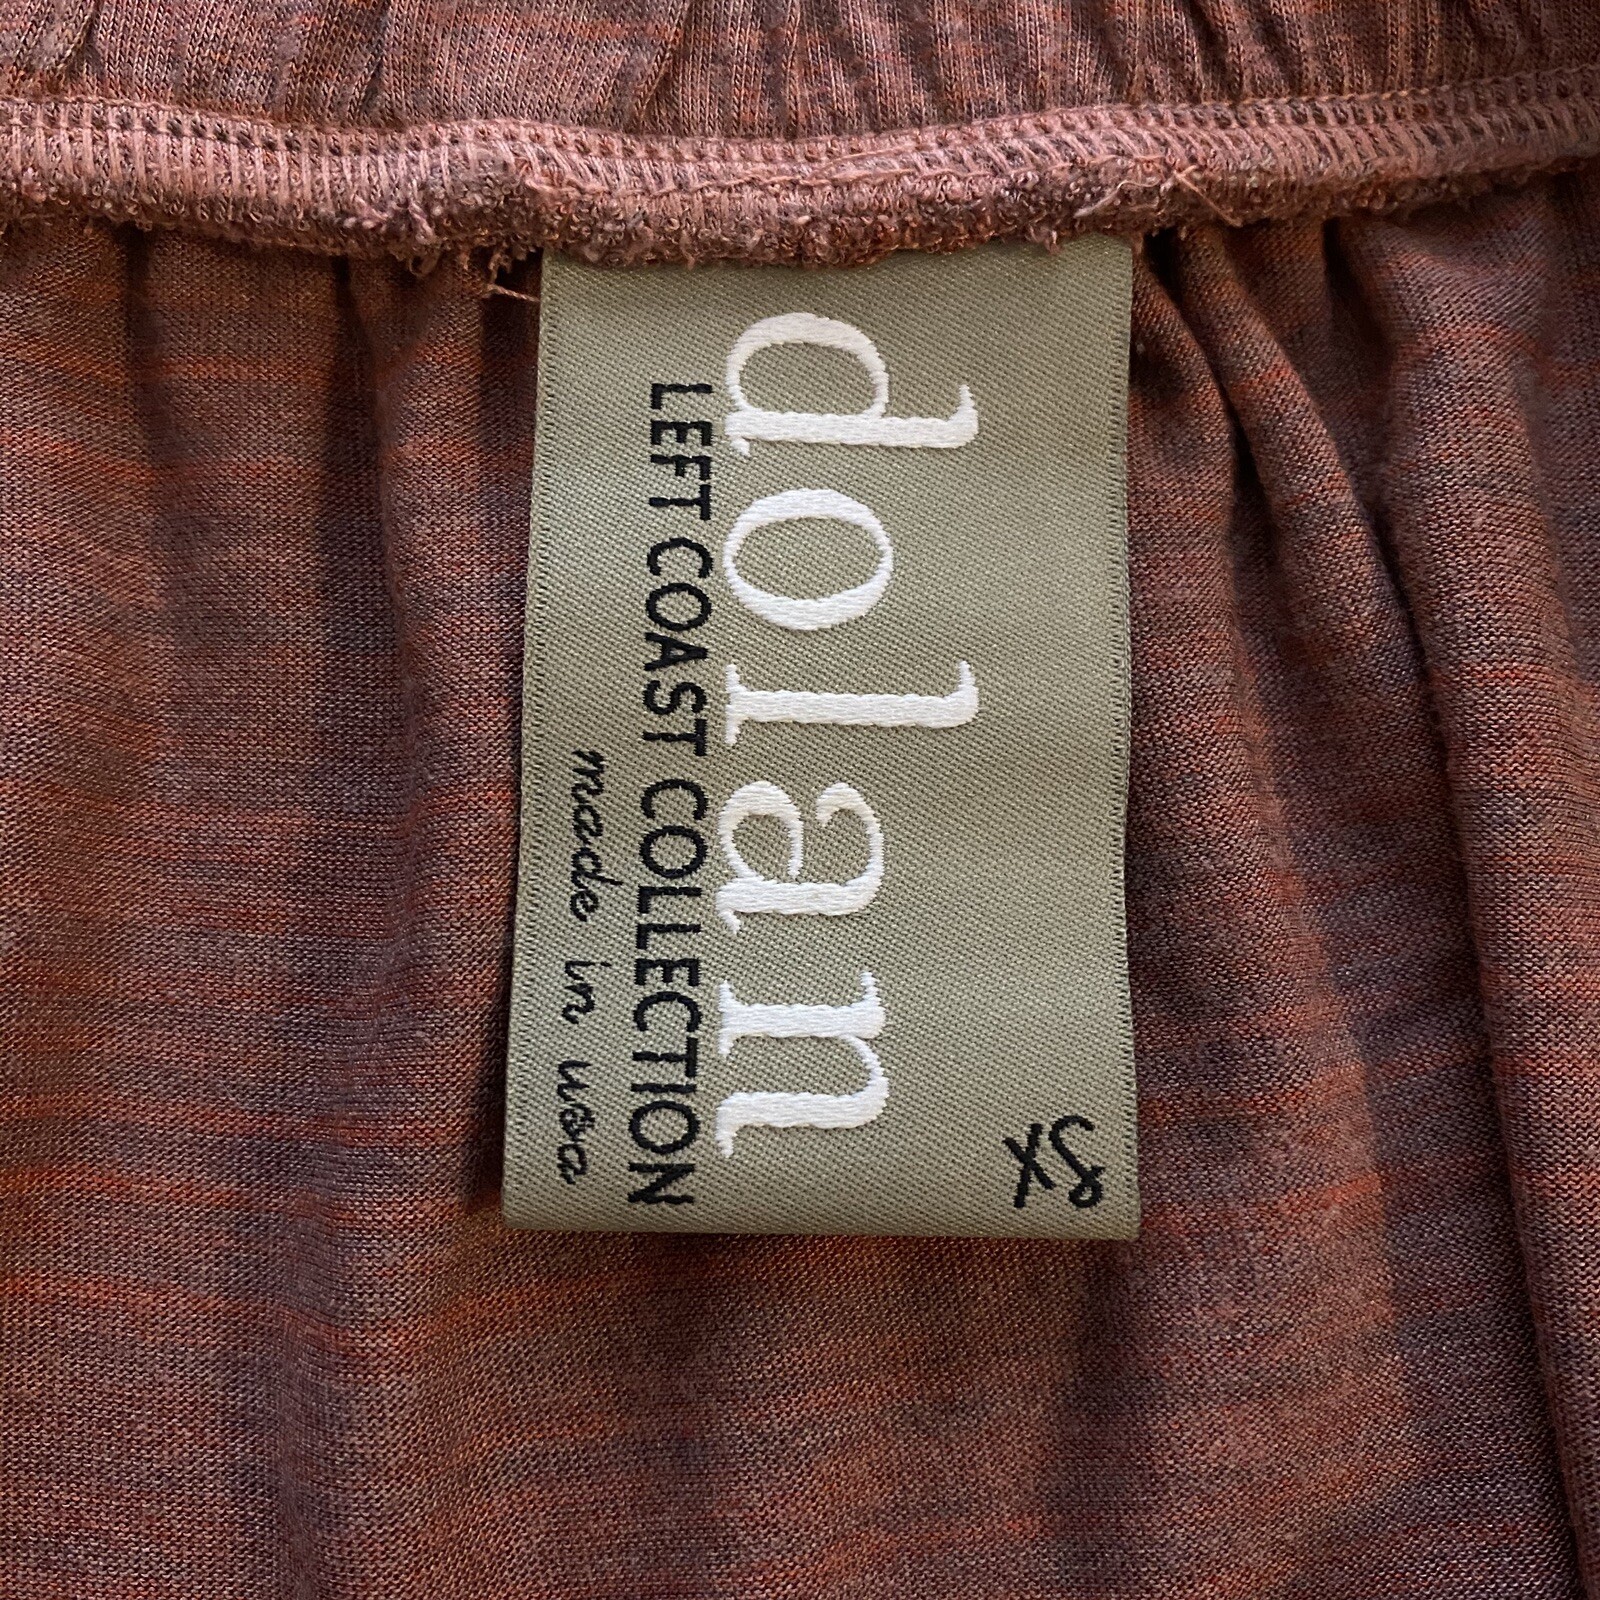 xs
dolan
LEFT COAST COLLECTION
made in usa